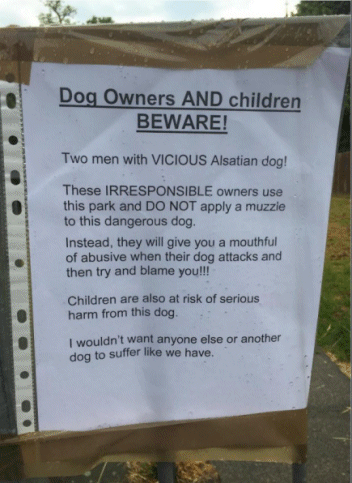 Dog Owners AND children
BEWARE!
Two men with VICIOUS Alsatian dog!
These IRRESPONSIBLE owners use
this park and DO NOT apply a muzzle
to this dangerous dog.
Instead, they will give you a mouthful
of abusive when their dog attacks and
then try and blame you!!!
Children are also at risk of serious
harm from this dog.
I wouldn't want anyone else or another
dog to suffer like we have.